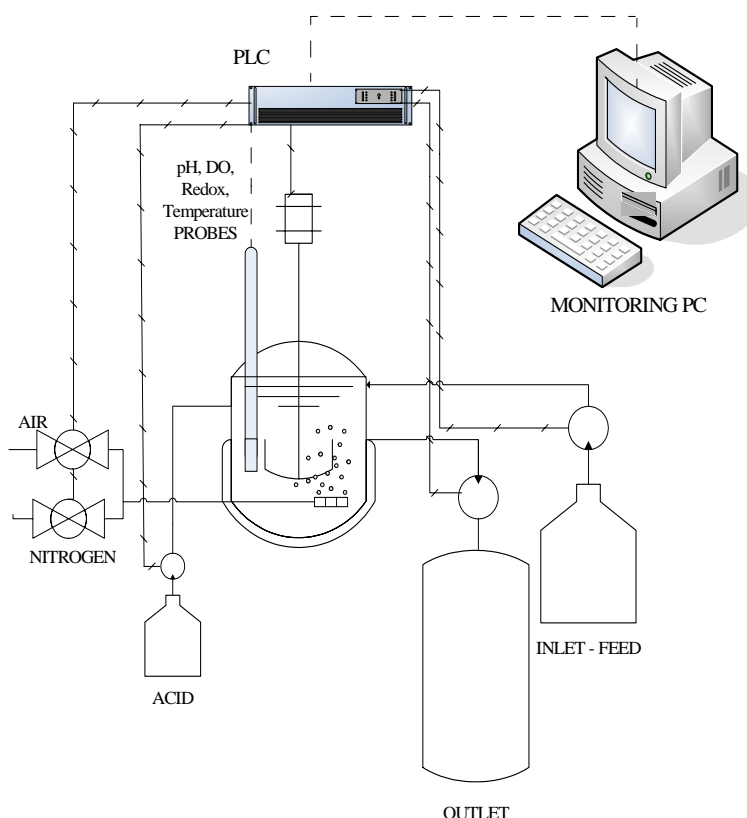 PLC
pH, DO,
Redox,
Temperature
PROBES
MONITORING PC
AIR
NITROGEN
ACID
INLET - FEED
OUTLET